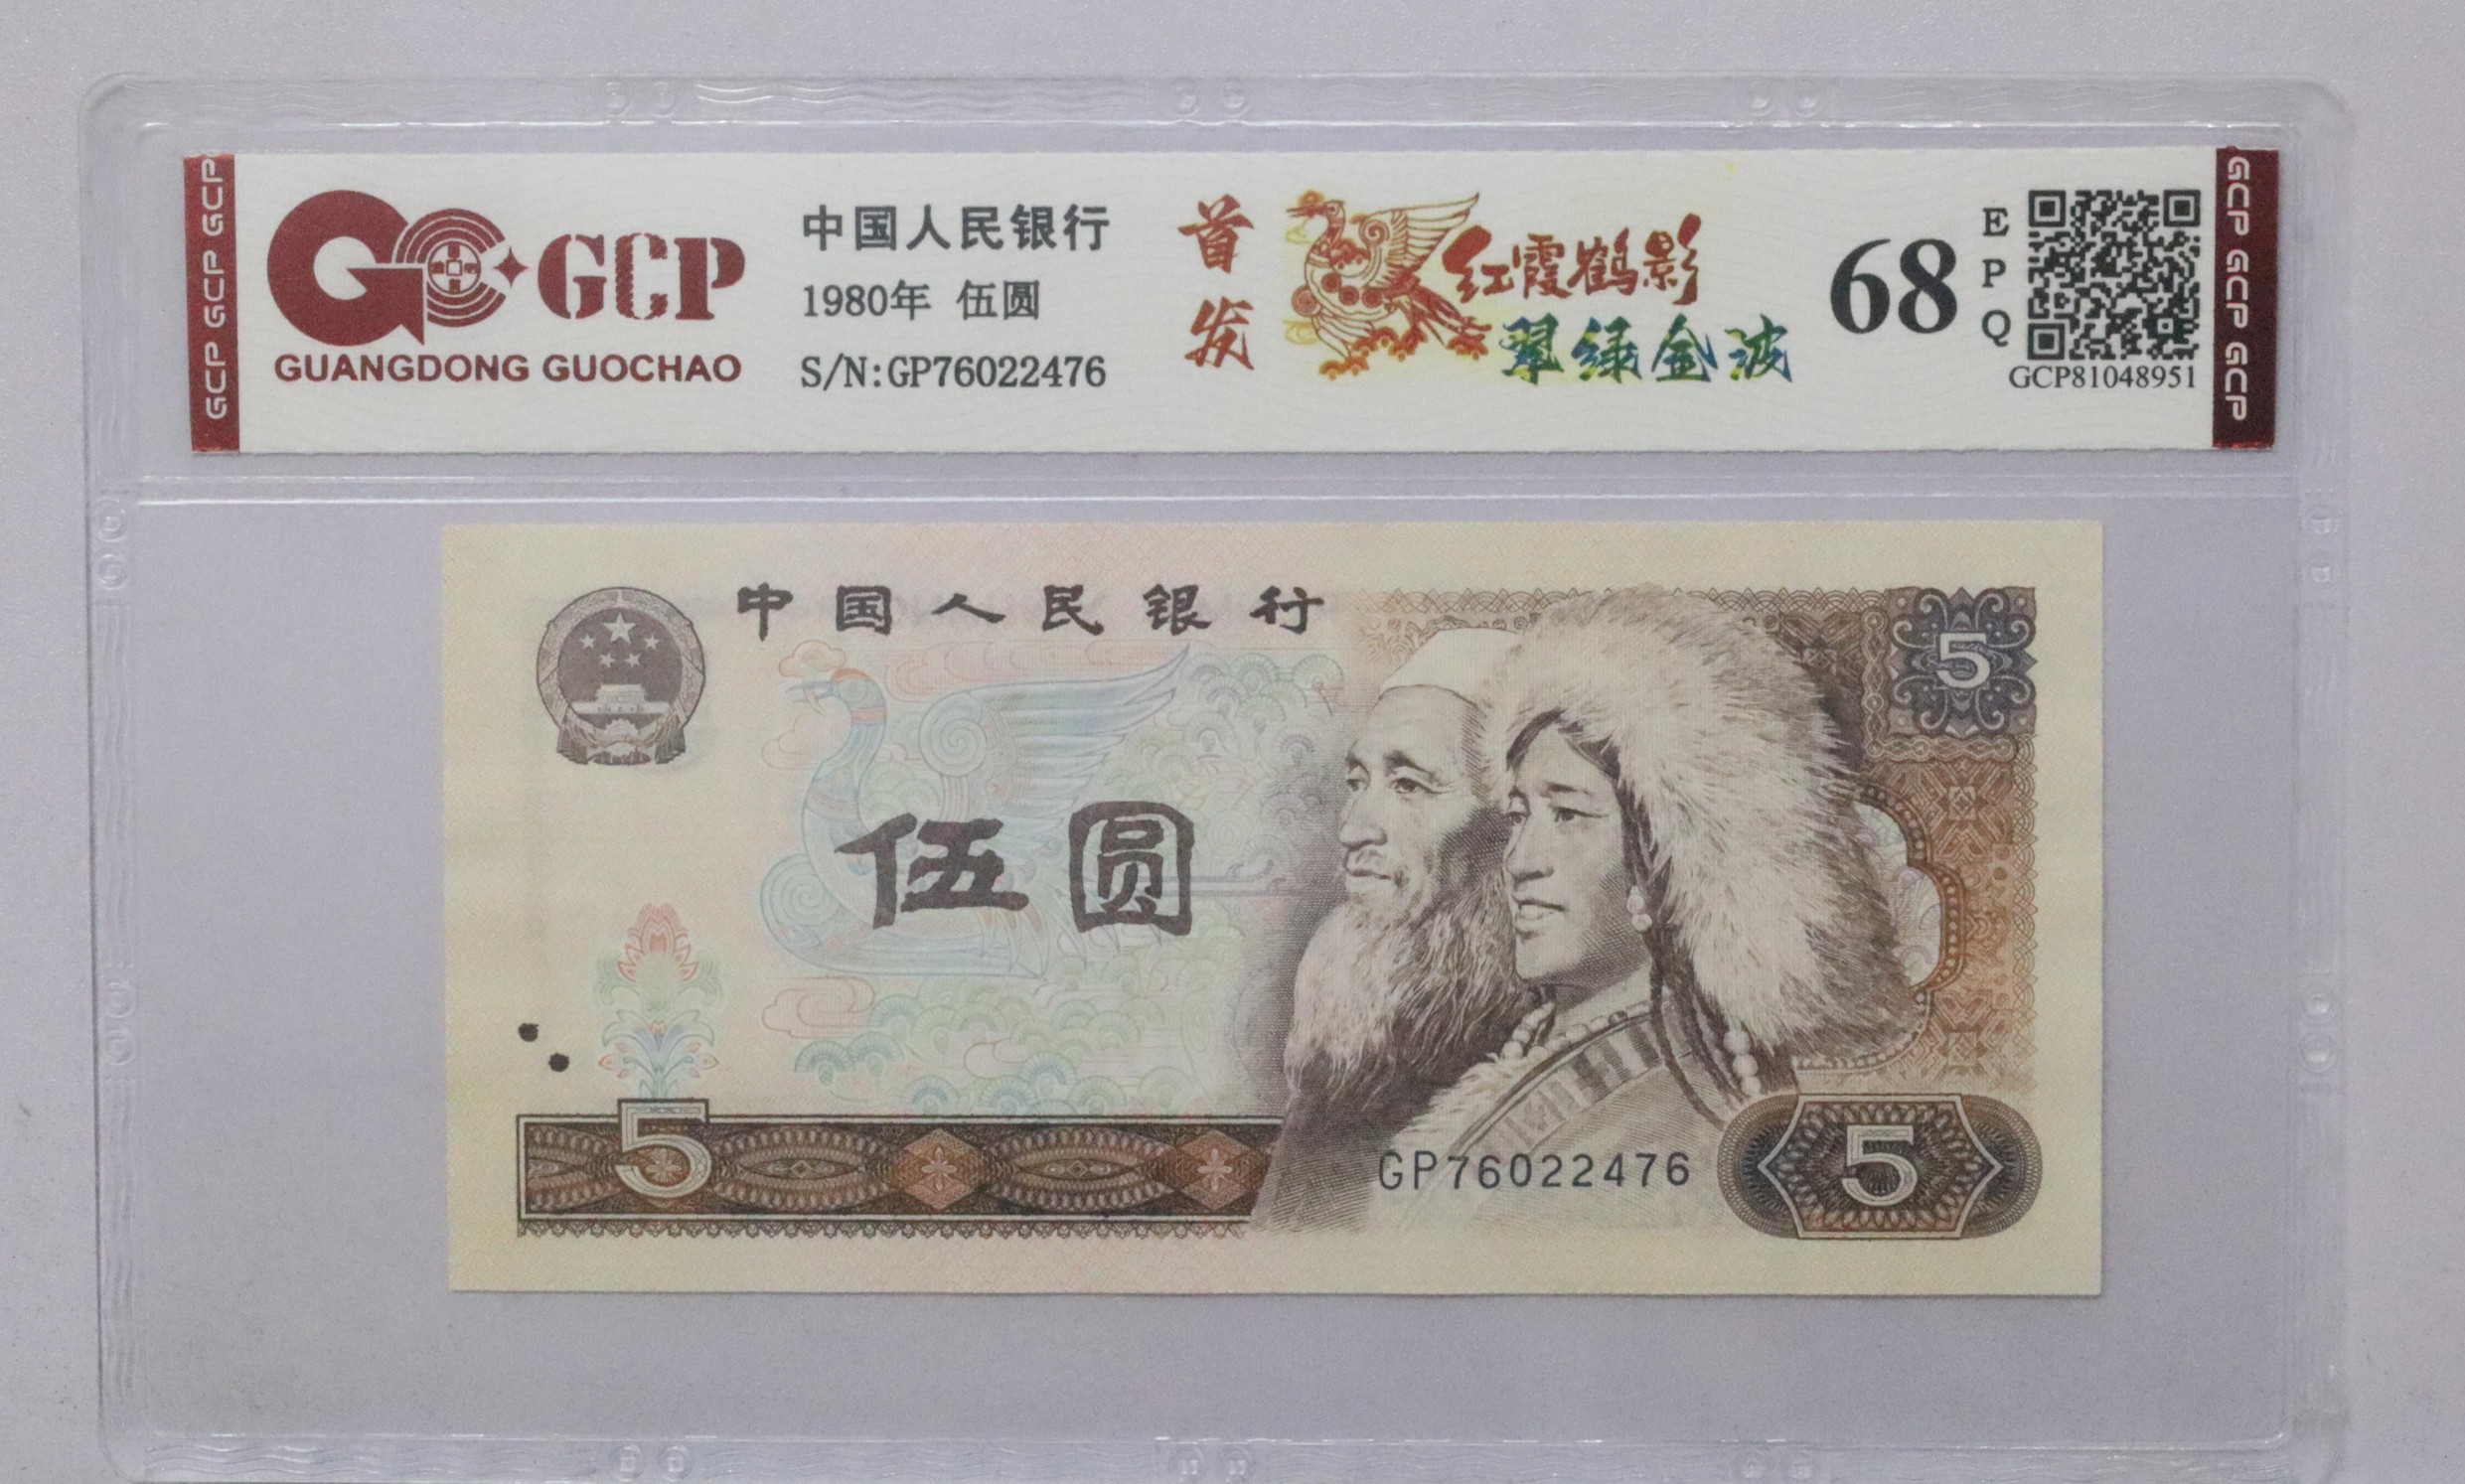 GCP GCP GCP
GCP
GUANGDONG GUOCHAO
中国人民银行
1980年 伍圆
S/N:GP76022476
首发
红霞鹤影
翠绿金波
68
EPQ
GCP81048951
GCP GCP GCP
中国人民银行
5
伍圆
5
GP76022476
5